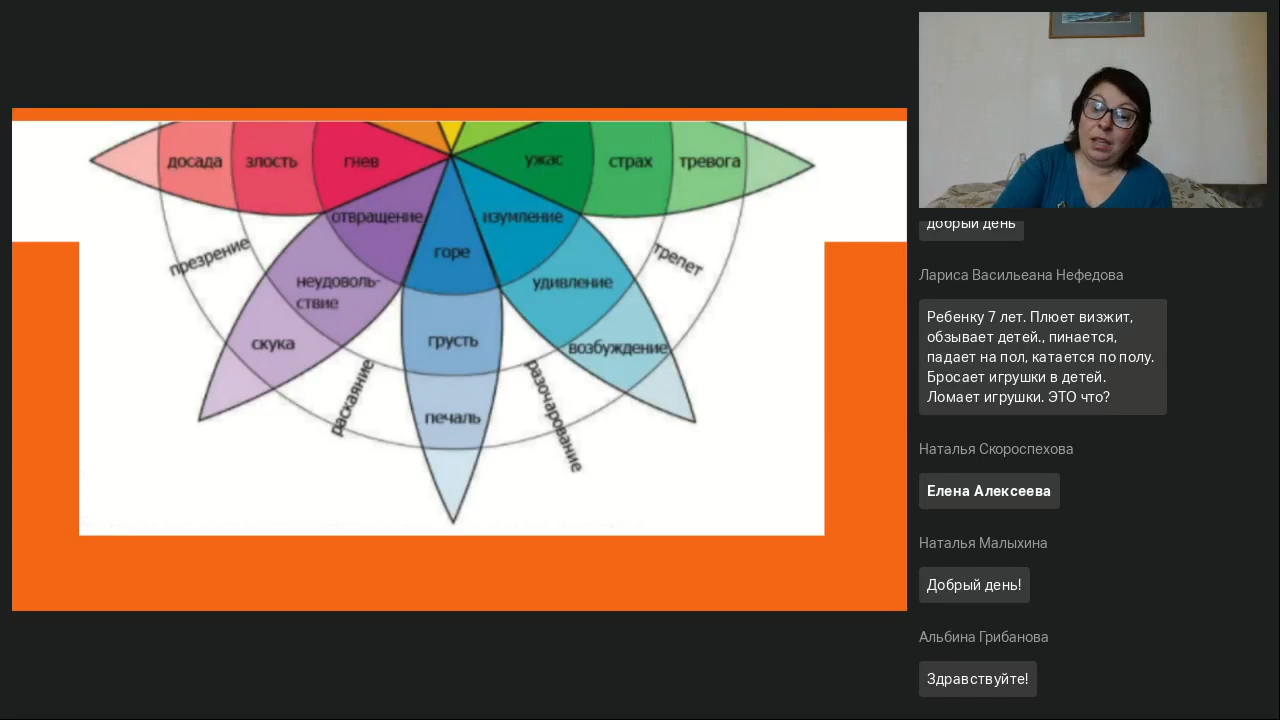 досада злость гнев ужас страх тревога
отвращение изумление
презрение горе трепет
неудоволь-
ствие
удивление
скука грусть возбуждение
раскаяние печаль разочарование
добрый день
Лариса Васильеана Нефедова
Ребенку 7 лет. Плюет визжит,
обзывает детей., пинается,
падает на пол, катается по полу.
Бросает игрушки в детей.
Ломает игрушки. ЭТО что?
Наталья Скороспехова
Елена Алексеева
Наталья Малыхина
Добрый день!
Альбина Грибанова
Здравствуйте!